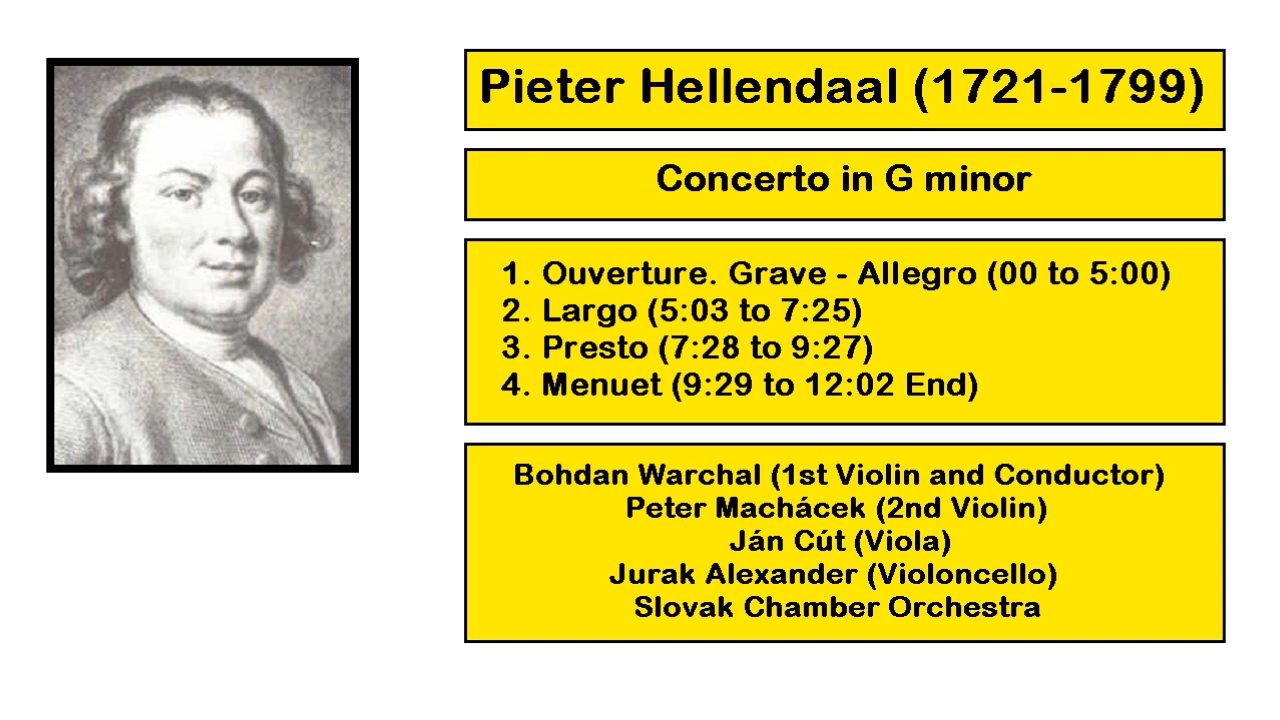 Pieter Hellendaal (1721-1799)
Concerto in G minor
1. Ouverture. Grave - Allegro (00 to 5:00)
2. Largo (5:03 to 7:25)
3. Presto (7:28 to 9:27)
4. Menuet (9:29 to 12:02 End)
Bohdan Warchal (1st Violin and Conductor)
Peter Machácek (2nd Violin)
Ján Cút (Viola)
Jurak Alexander (Violoncello)
Slovak Chamber Orchestra